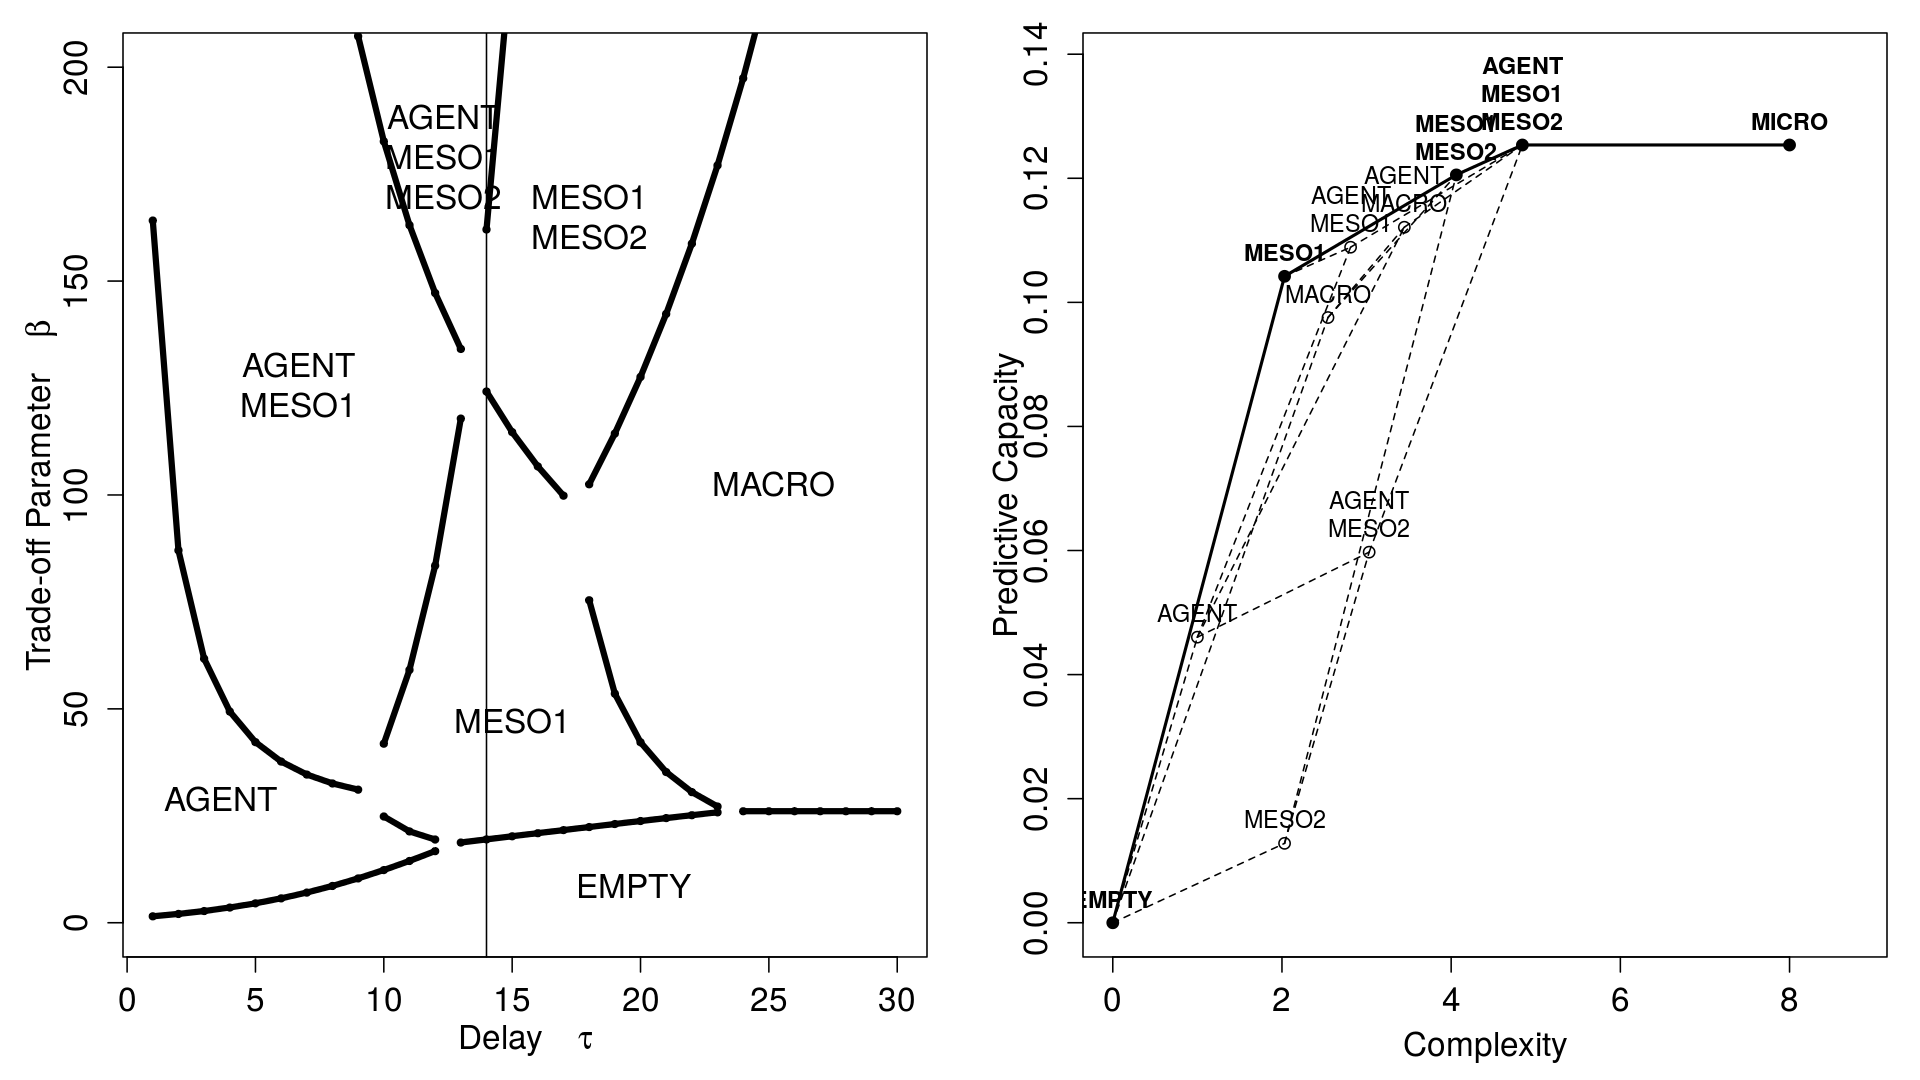 200
150
100
50
0
Trade-off Parameter β
AGENT
MESO1
MESO2
MESO1
MESO2
AGENT
MESO1
MACRO
MESO1
AGENT
EMPTY
0 5 10 15 20 25 30
Delay τ
0.14
0.12
0.10
0.08
0.06
0.04
0.02
0.00
Predictive Capacity
AGENT
MESO1
MESO2
MICRO
MESO1
MESO2
AGENT
MACRO
AGENT
MESO1
MESO1
MACRO
AGENT
MESO2
AGENT
MESO2
EMPTY
0 2 4 6 8
Complexity